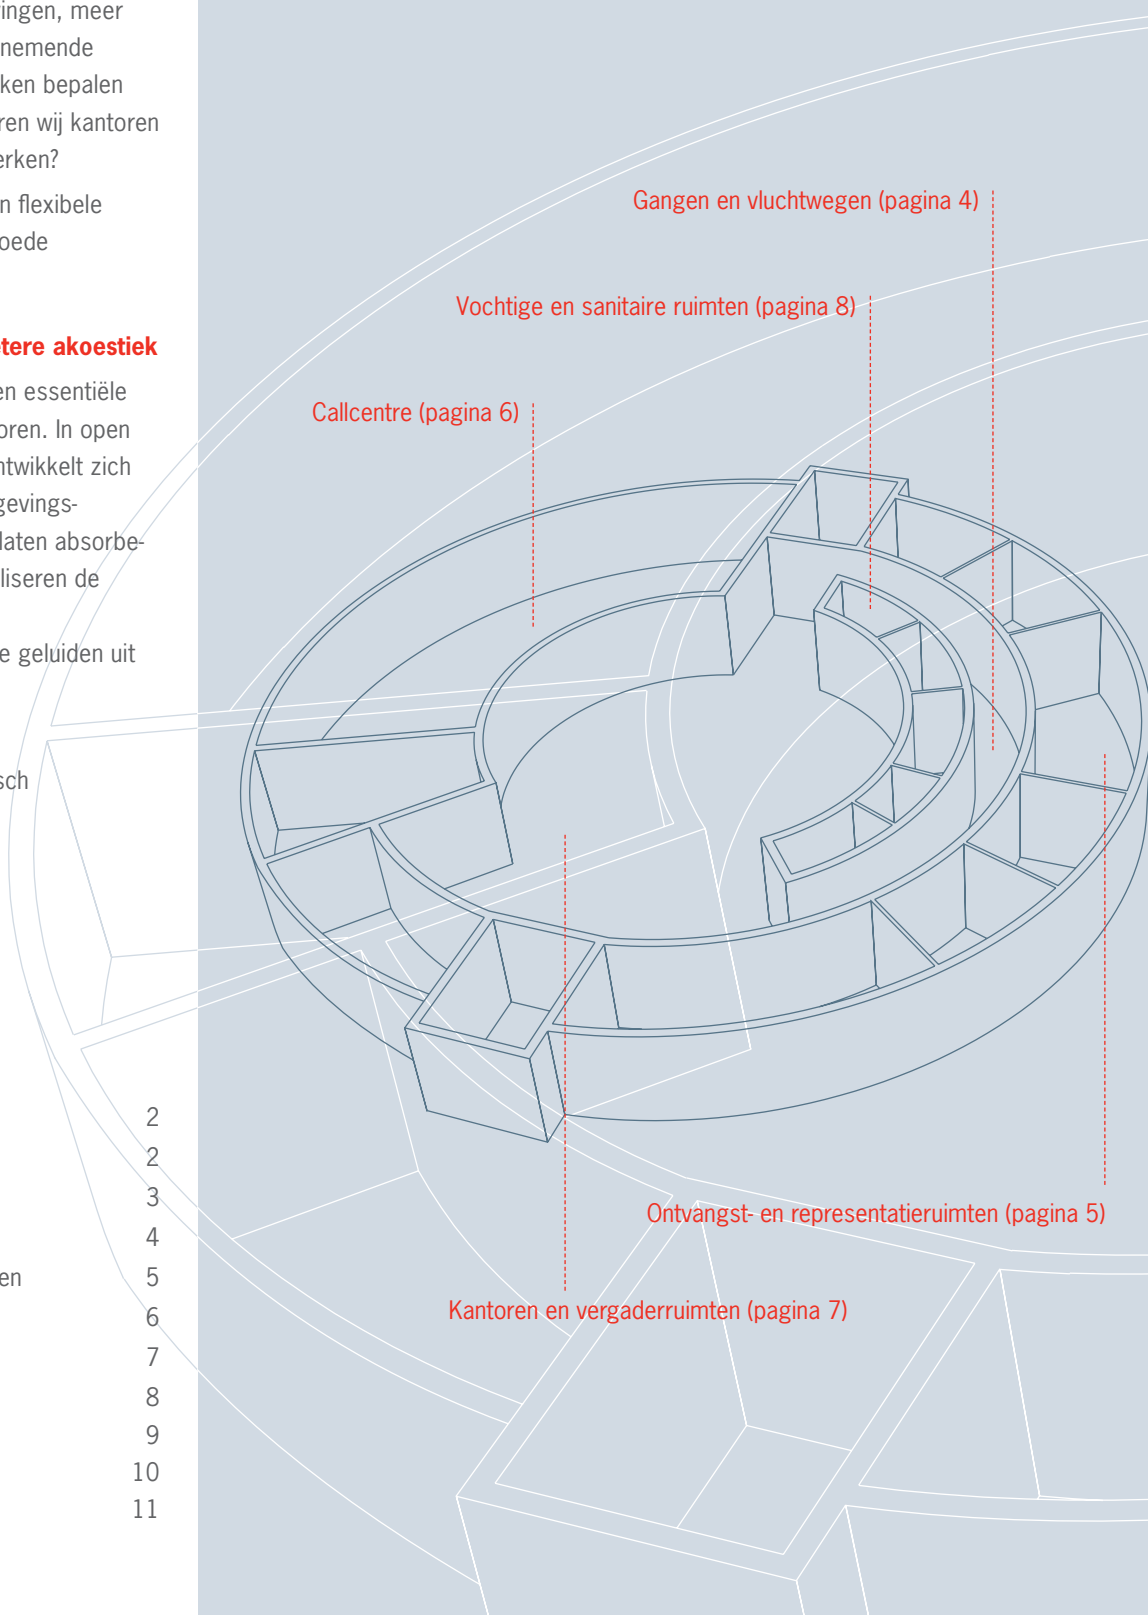 ingen, meer
nemende
ken bepalen
ren wij kantoren
erken?
n flexibele
oede
tere akoestiek
en essentiële
oren. In open
ntwikkelt zich
gevings-
laten absorbe-
liseren de
e geluiden uit
sch
2
2
3
4
en 5
6
7
8
9
10
11
Gangen en vluchtwegen (pagina 4)
Vochtige en sanitaire ruimten (pagina 8)
Callcentre (pagina 6)
Ontvangst- en representatieruimten (pagina 5)
Kantoren en vergaderruimten (pagina 7)